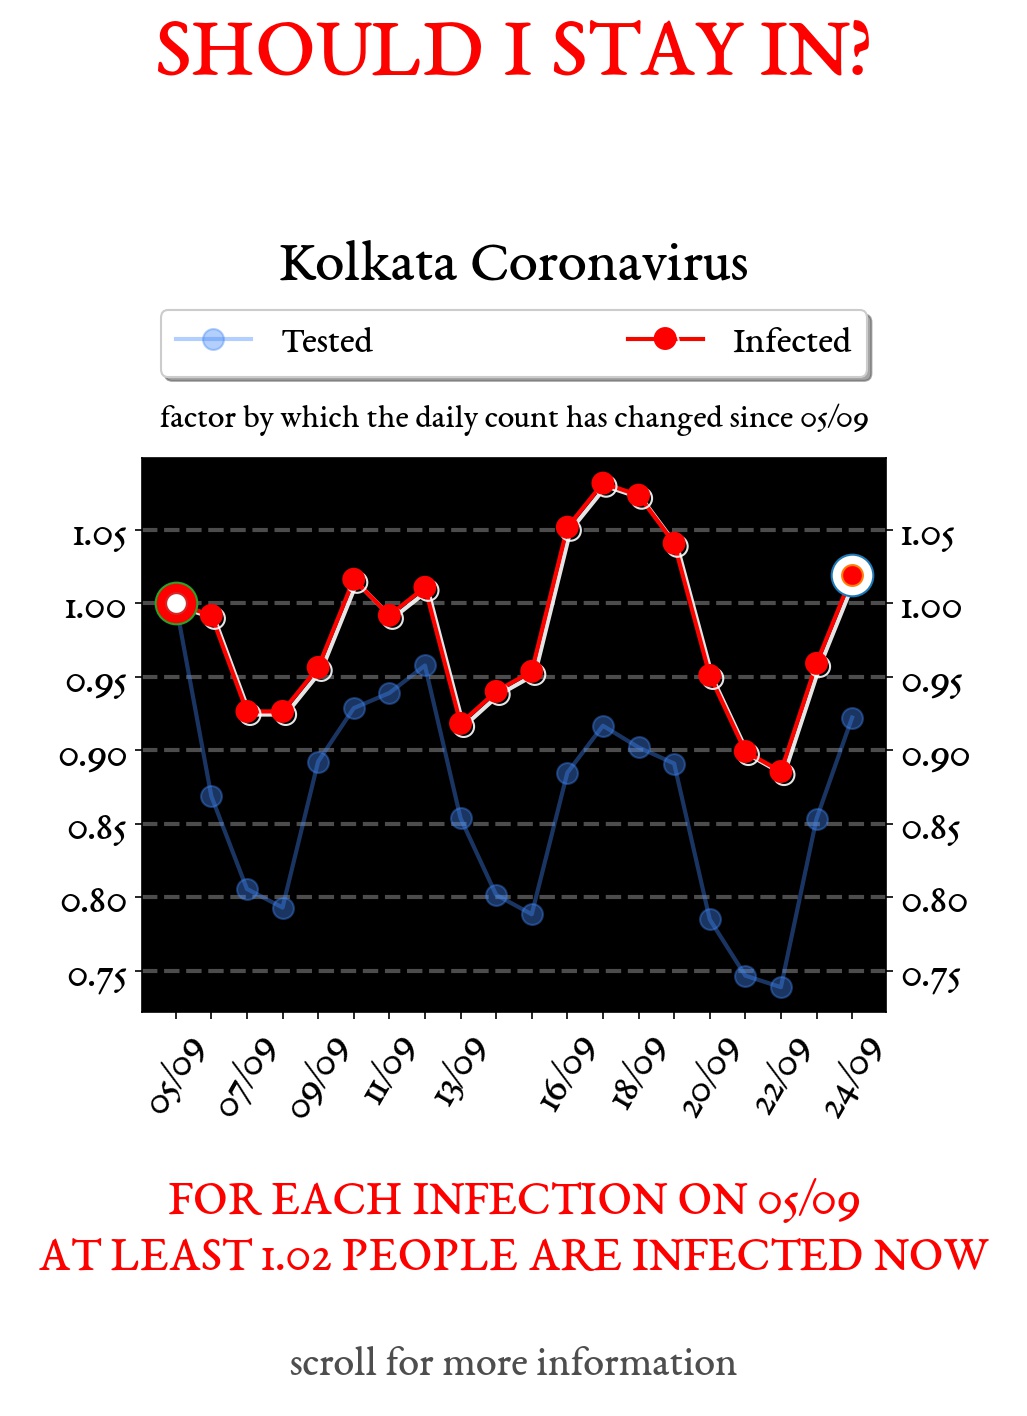 SHOULD I STAY IN?
Kolkata Coronavirus
Tested Infected
factor by which the daily count has changed since 05/09
1.05 1.05
1.00 1.00
0.95 0.95
0.90 0.90
0.85 0.85
0.80 0.80
0.75 0.75
05/09 07/09 09/09 11/09 13/09 16/09 18/09 20/09 22/09 24/09
FOR EACH INFECTION ON 05/09
AT LEAST 1.02 PEOPLE ARE INFECTED NOW
scroll for more information